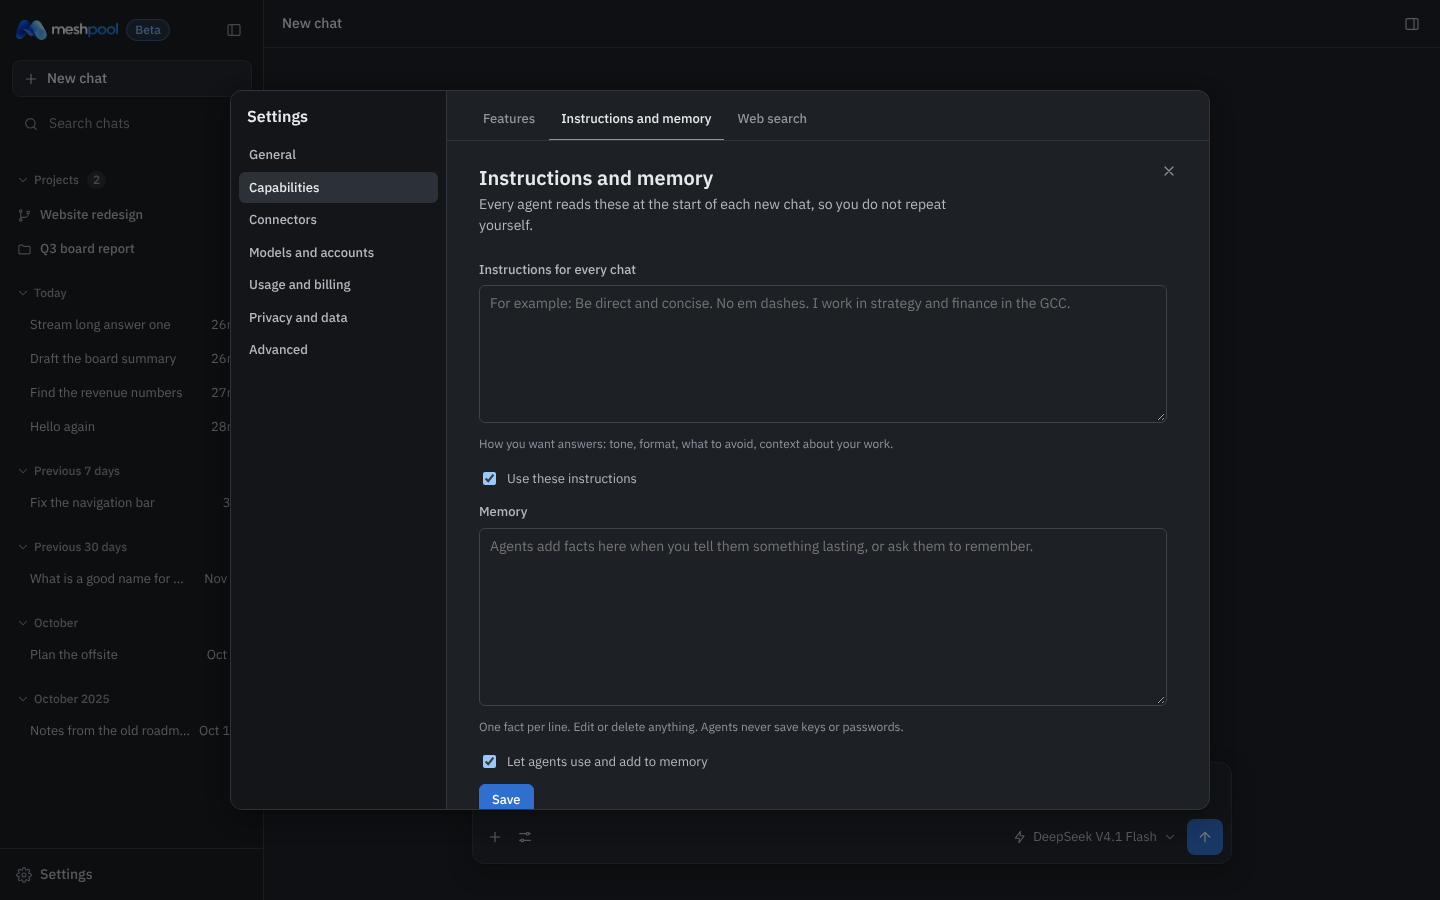 meshpool Beta
New chat
Search chats
Projects 2
Website redesign
Q3 board report
Today
Stream long answer one 26
Draft the board summary 26
Find the revenue numbers 27
Hello again 28
Previous 7 days
Fix the navigation bar 3
Previous 30 days
What is a good name for ... Nov
October
Plan the offsite Oct
October 2025
Notes from the old roadm... Oct 1
Settings
New chat
Settings
General
Capabilities
Connectors
Models and accounts
Usage and billing
Privacy and data
Advanced
Features Instructions and memory Web search
Instructions and memory
Every agent reads these at the start of each new chat, so you do not repeat
yourself.
Instructions for every chat
For example: Be direct and concise. No em dashes. I work in strategy and finance in the GCC.
How you want answers: tone, format, what to avoid, context about your work.
Use these instructions
Memory
Agents add facts here when you tell them something lasting, or ask them to remember.
One fact per line. Edit or delete anything. Agents never save keys or passwords.
Let agents use and add to memory
Save
DeepSeek V4.1 Flash